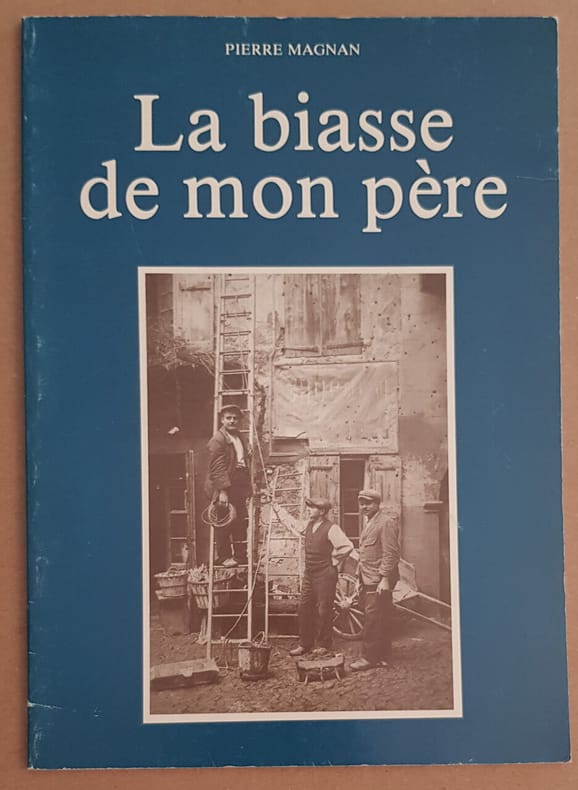 PIERRE MAGNAN
La biasse
de mon père